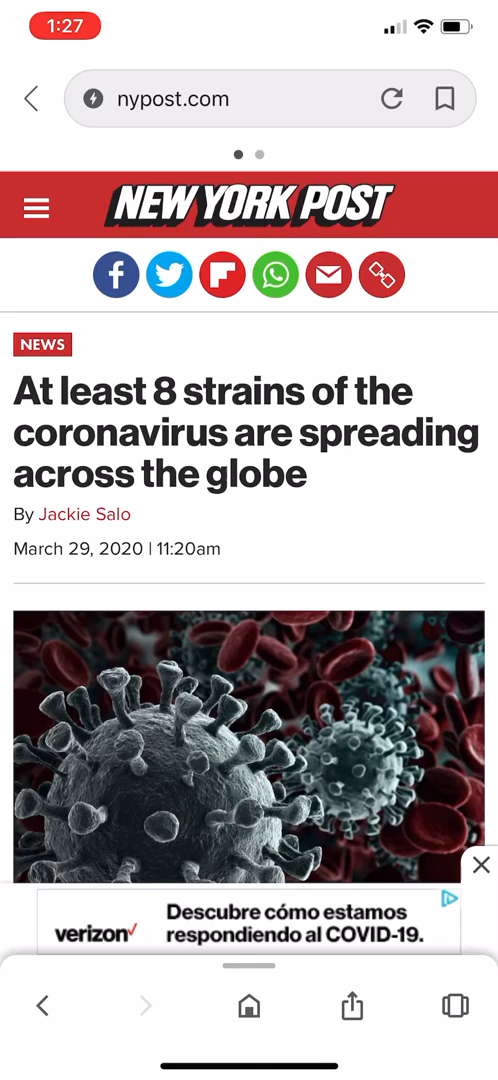 1:27
nypost.com
NEW YORK POST
NEWS
At least 8 strains of the
coronavirus are spreading
across the globe
By Jackie Salo
March 29, 2020 | 11:20am
verizon
Descubre cómo estamos
respondiendo al COVID-19.